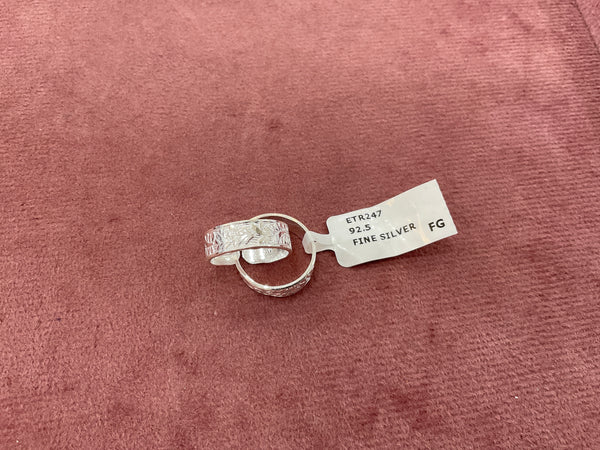 ETR247
92.5
FINE SILVER FG